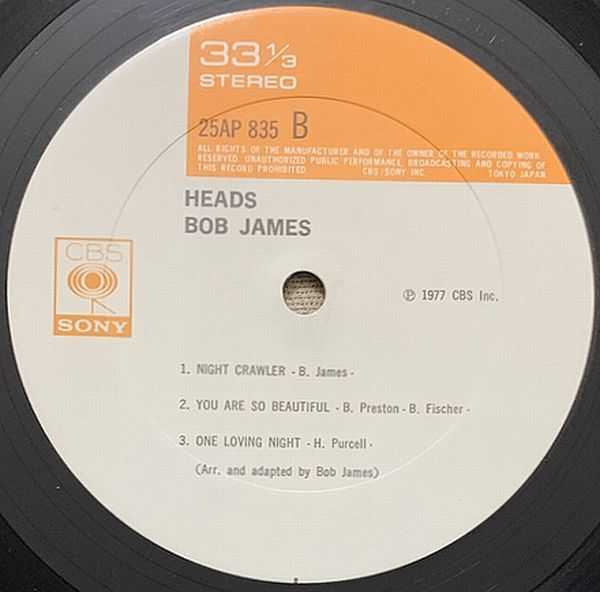 33 1/3
STEREO
25AP 835 B
ALL RIGHTS OF THE MANUFACTURER AND OF THE OWNER OF THE RECORDED WORK
RESERVED. UNAUTHORIZED PUBLIC PERFORMANCE, BROADCASTING AND COPYING OF
THIS RECORD PROHIBITED. CBS/SONY INC. TOKYO JAPAN
HEADS
BOB JAMES
CBS
SONY
Ⓟ 1977 CBS Inc.
1. NIGHT CRAWLER - B. James -
2. YOU ARE SO BEAUTIFUL - B. Preston - B. Fischer -
3. ONE LOVING NIGHT - H. Purcell -
(Arr. and adapted by Bob James)